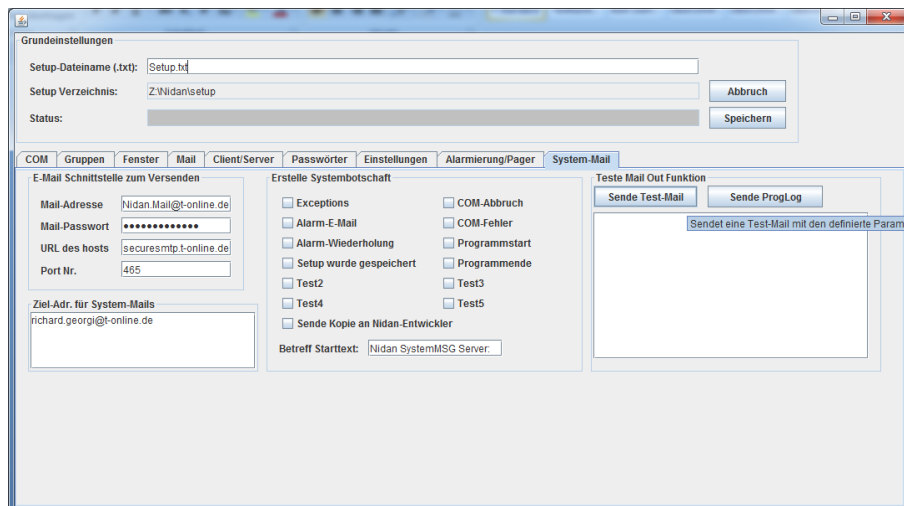 Grundeinstellungen
Setup-Dateiname (.txt): Setup.txt
Setup Verzeichnis: Z:\Nidan\setup Abbruch
Status: Speichern
COM Gruppen Fenster Mail Client/Server Passwörter Einstellungen Alarmierung/Pager System-Mail
E-Mail Schnittstelle zum Versenden Erstelle Systembotschaft Teste Mail Out Funktion
Mail-Adresse Nidan.Mail@t-online.de Exceptions COM-Abbruch Sende Test-Mail Sende ProgLog
Mail-Passwort ●●●●●●●●●●●●● Alarm-E-Mail COM-Fehler Sendet eine Test-Mail mit den definierte Param
URL des hosts securesmtp.t-online.de Alarm-Wiederholung Programmstart
Port Nr. 465 Setup wurde gespeichert Programmende
Test2 Test3
Ziel-Adr. für System-Mails Test4 Test5
richard.georgi@t-online.de Sende Kopie an Nidan-Entwickler
Betreff Starttext: Nidan SystemMSG Server: